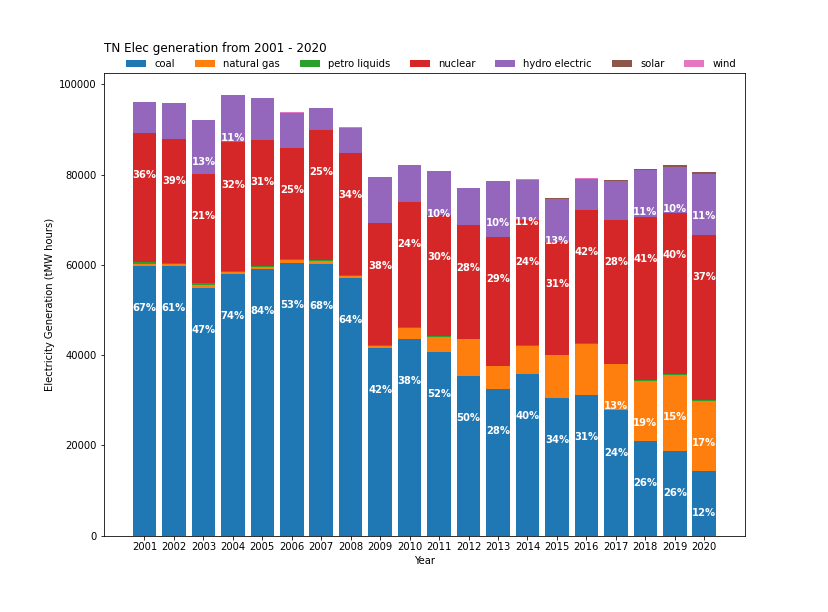 TN Elec generation from 2001 - 2020
coal natural gas petro liquids nuclear hydro electric solar wind
100000
80000
60000
40000
20000
0
Electricity Generation (tMW hours)
13% 11% 10% 10% 11% 13% 11% 10% 11%
36% 39% 21% 32% 31% 25% 25% 34% 38% 24% 30% 28% 29% 24% 31% 42% 28% 41% 40% 37%
13% 19% 15% 17%
67% 61% 47% 74% 84% 53% 68% 64% 42% 38% 52% 50% 28% 40% 34% 31% 24% 26% 26% 12%
2001 2002 2003 2004 2005 2006 2007 2008 2009 2010 2011 2012 2013 2014 2015 2016 2017 2018 2019 2020
Year